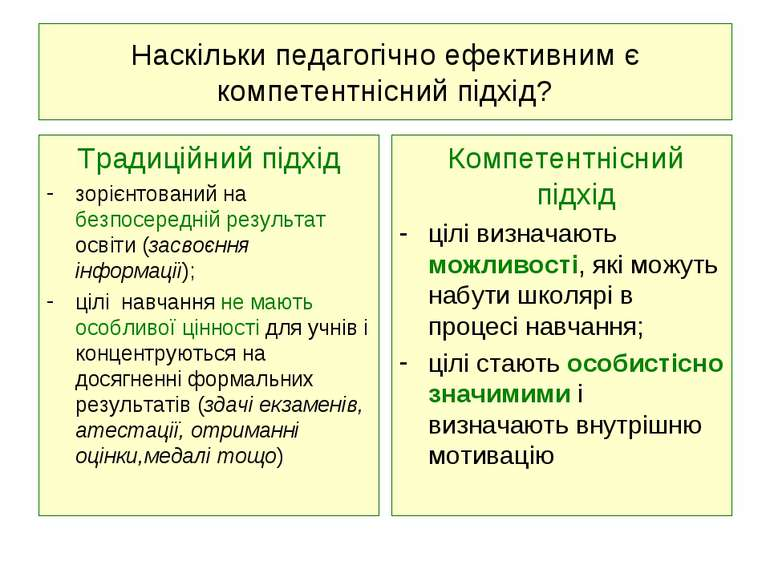 Наскільки педагогічно ефективним є
компетентнісний підхід?
Традиційний підхід
- зорієнтований на
безпосередній результат
освіти (засвоєння
інформації);
- цілі навчання не мають
особливої цінності для учнів і
концентруються на
досягненні формальних
результатів (здачі екзаменів,
атестації, отриманні
оцінки,медалі тощо)
Компетентнісний
підхід
- цілі визначають
можливості, які можуть
набути школярі в
процесі навчання;
- цілі стають особистісно
значимими і
визначають внутрішню
мотивацію